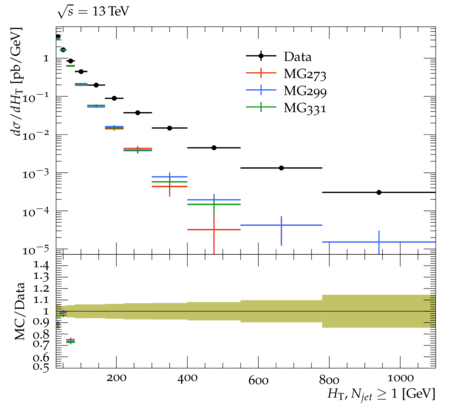 √s = 13 TeV
dσ/dH_T [pb/GeV]
Data
MG273
MG299
MG331
1
10⁻¹
10⁻²
10⁻³
10⁻⁴
10⁻⁵
MC/Data
1.4
1.3
1.2
1.1
1.0
0.9
0.8
0.7
0.6
0.5
200 400 600 800 1000
H_T, N_jet ≥ 1 [GeV]